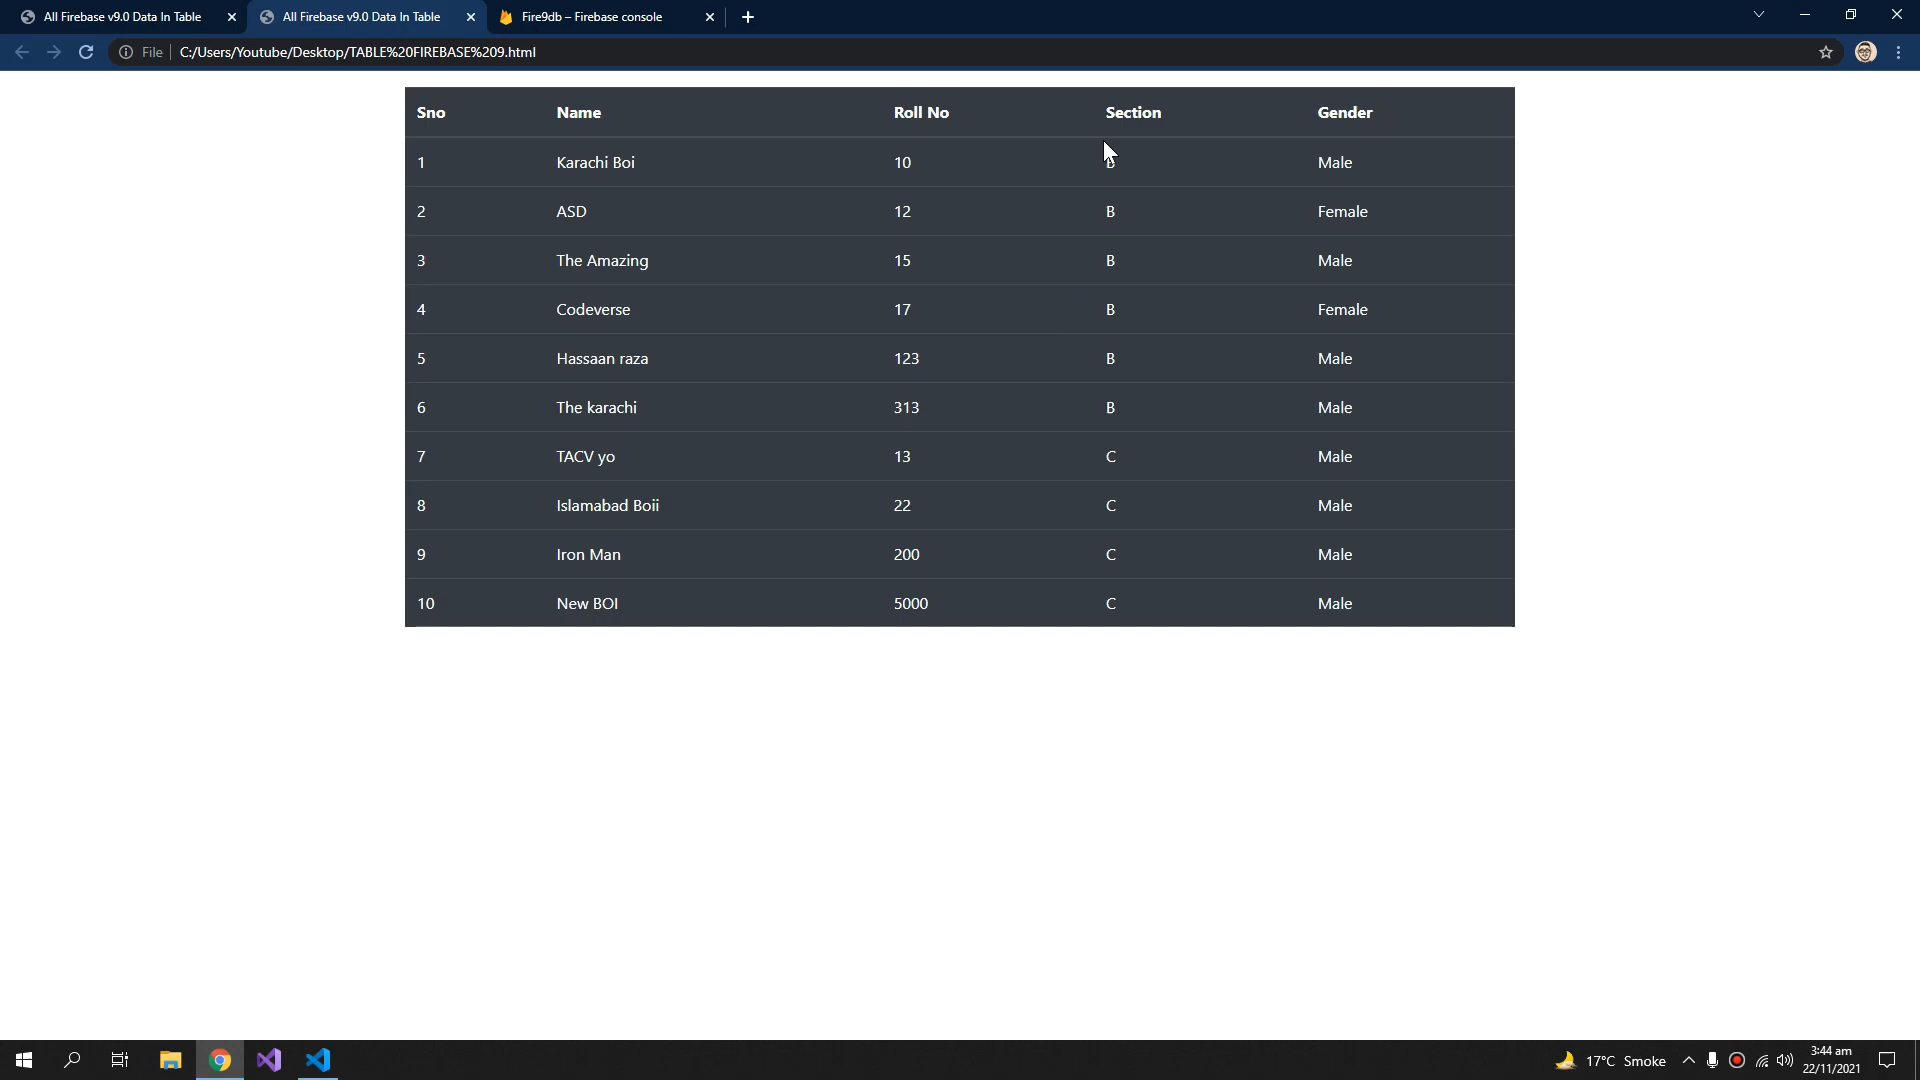 All Firebase v9.0 Data In Table All Firebase v9.0 Data In Table Fire9db – Firebase console
File C:/Users/Youtube/Desktop/TABLE%20FIREBASE%209.html
Sno Name Roll No Section Gender
1 Karachi Boi 10 B Male
2 ASD 12 B Female
3 The Amazing 15 B Male
4 Codeverse 17 B Female
5 Hassaan raza 123 B Male
6 The karachi 313 B Male
7 TACV yo 13 C Male
8 Islamabad Boii 22 C Male
9 Iron Man 200 C Male
10 New BOI 5000 C Male
17°C Smoke 3:44 am
22/11/2021